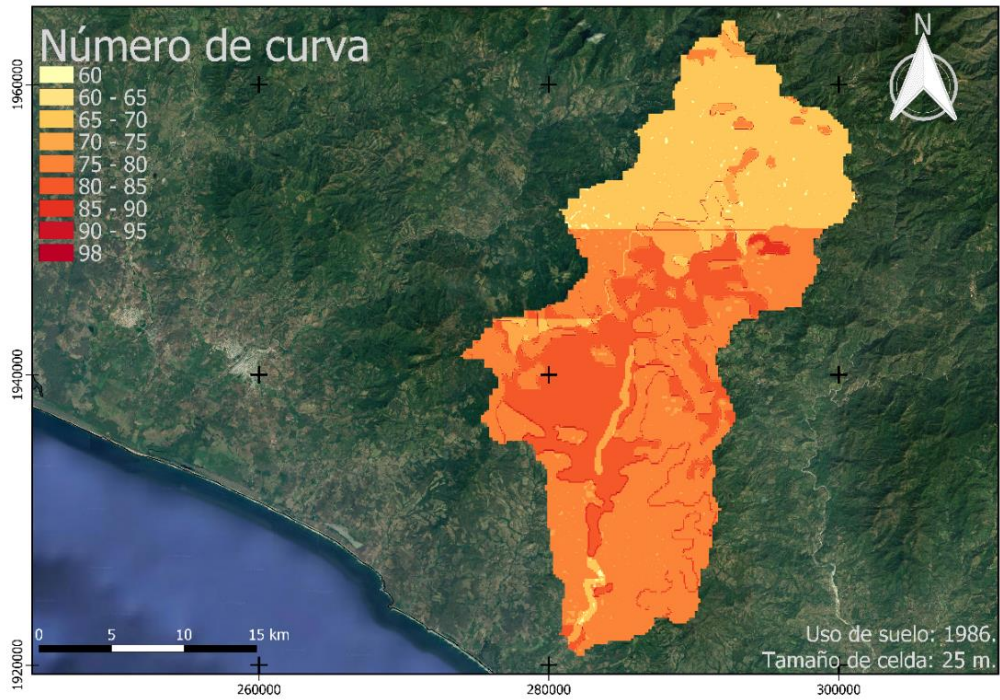 Número de curva
60
60 - 65
65 - 70
70 - 75
75 - 80
80 - 85
85 - 90
90 - 95
98
N
1960000
1940000
1920000
0 5 10 15 km
Uso de suelo: 1986.
Tamaño de celda: 25 m.
260000 280000 300000